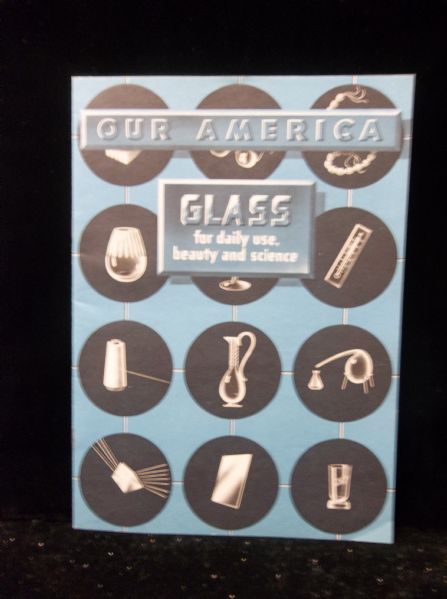 OUR AMERICA
GLASS
for daily use,
beauty and science